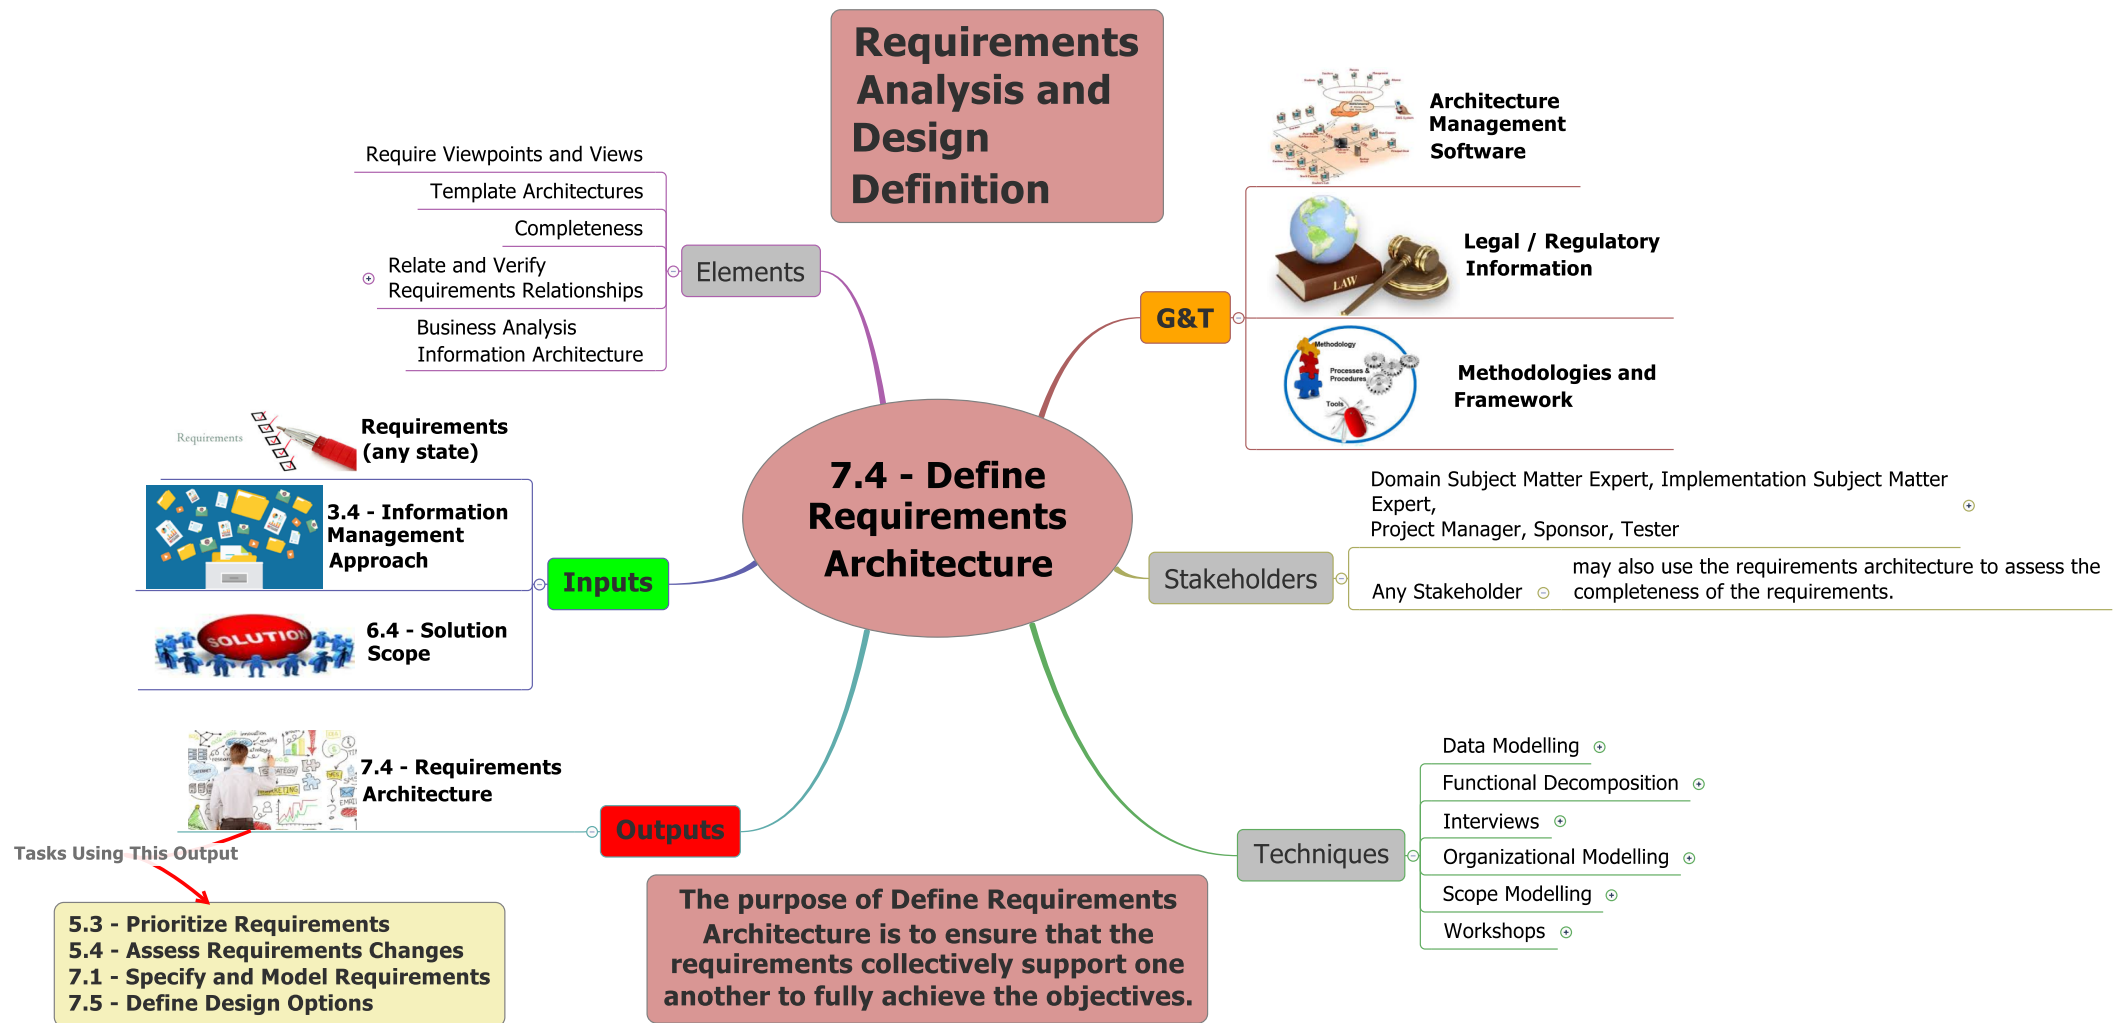 Requirements
Analysis and
Design
Definition
Require Viewpoints and Views
Template Architectures
Completeness
Relate and Verify
Requirements Relationships
Business Analysis
Information Architecture
Elements
Architecture
Management
Software
LAW
Legal / Regulatory
Information
Methodology
Processes &
Procedures
Tools
Methodologies and
Framework
G&T
Requirements
Requirements
(any state)
3.4 - Information
Management
Approach
SOLUTION
6.4 - Solution
Scope
Inputs
7.4 - Define
Requirements
Architecture
Domain Subject Matter Expert, Implementation Subject Matter
Expert,
Project Manager, Sponsor, Tester
Stakeholders
Any Stakeholder
may also use the requirements architecture to assess the
completeness of the requirements.
7.4 - Requirements
Architecture
Outputs
Tasks Using This Output
5.3 - Prioritize Requirements
5.4 - Assess Requirements Changes
7.1 - Specify and Model Requirements
7.5 - Define Design Options
The purpose of Define Requirements
Architecture is to ensure that the
requirements collectively support one
another to fully achieve the objectives.
Techniques
Data Modelling
Functional Decomposition
Interviews
Organizational Modelling
Scope Modelling
Workshops